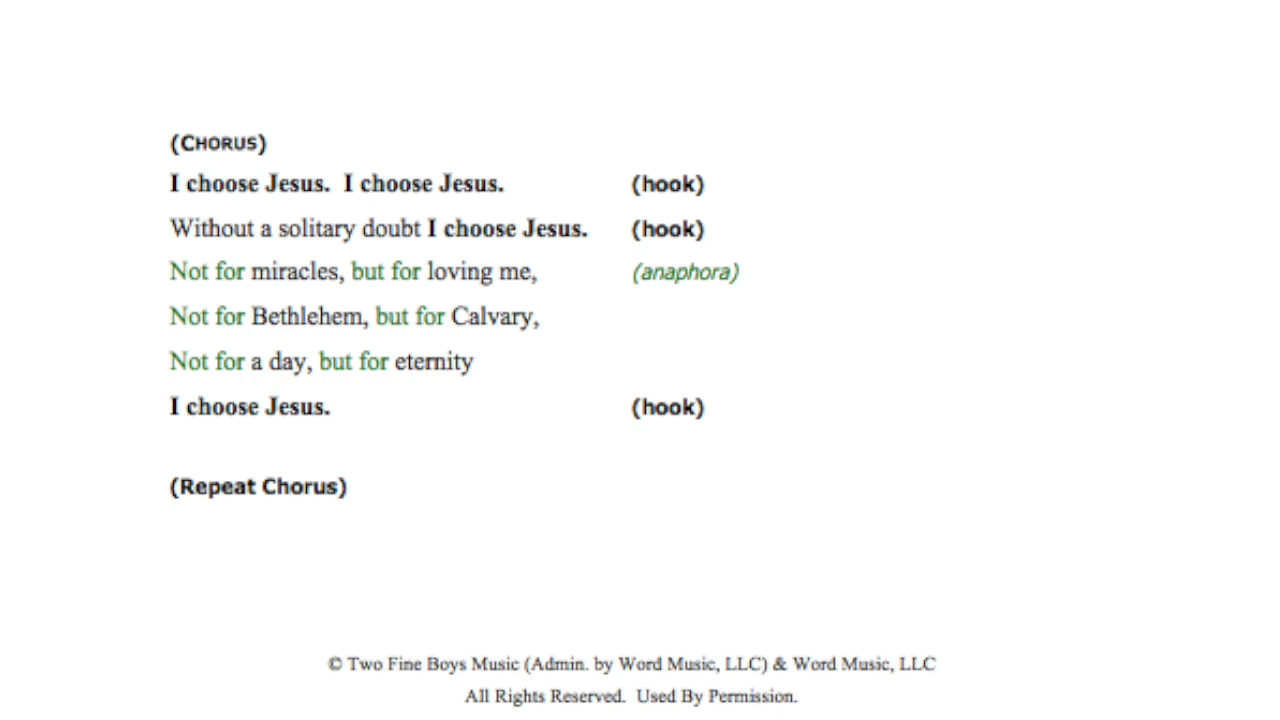 (CHORUS)
I choose Jesus. I choose Jesus. (hook)
Without a solitary doubt I choose Jesus. (hook)
Not for miracles, but for loving me, (anaphora)
Not for Bethlehem, but for Calvary,
Not for a day, but for eternity
I choose Jesus. (hook)
(Repeat Chorus)
© Two Fine Boys Music (Admin. by Word Music, LLC) & Word Music, LLC
All Rights Reserved. Used By Permission.